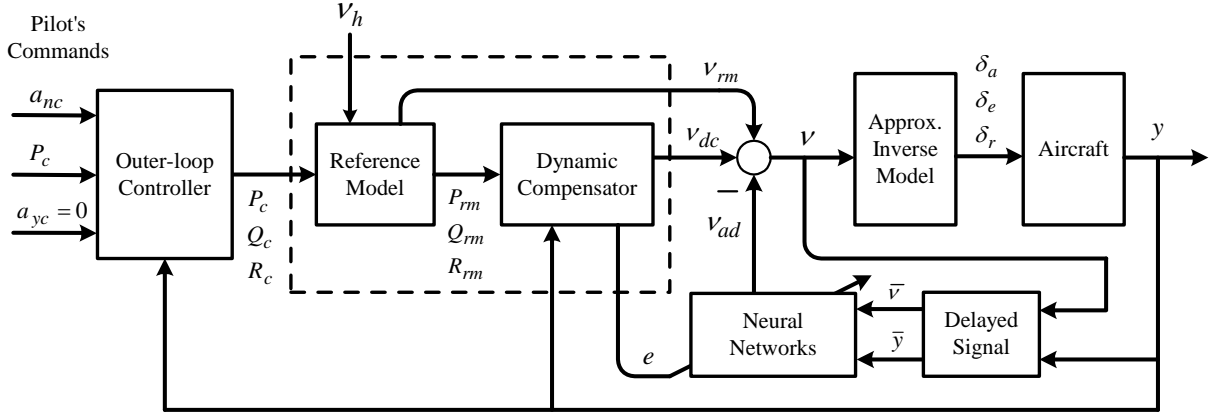 Pilot's
Commands
a_nc
P_c
a_yc = 0
Outer-loop
Controller
P_c
Q_c
R_c
ν_h
Reference
Model
P_rm
Q_rm
R_rm
Dynamic
Compensator
e
ν_rm
ν_dc
−
ν_ad
ν
Approx.
Inverse
Model
δ_a
δ_e
δ_r
Aircraft
y
Neural
Networks
ν̅
y̅
Delayed
Signal